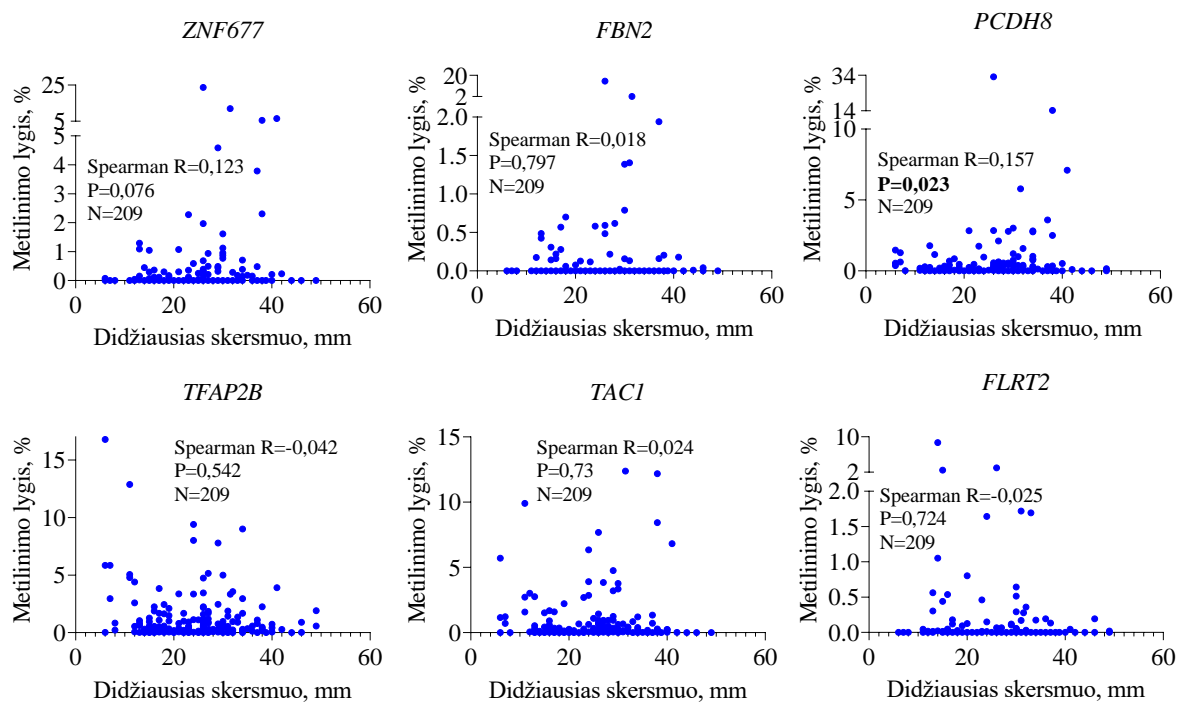 ZNF677
Metilinimo lygis, %
25
5
5
4
3
2
1
0
Spearman R=0,123
P=0,076
N=209
0 20 40 60
Didžiausias skersmuo, mm
FBN2
Metilinimo lygis, %
20
2
2.0
1.5
1.0
0.5
0.0
Spearman R=0,018
P=0,797
N=209
0 20 40 60
Didžiausias skersmuo, mm
PCDH8
Metilinimo lygis, %
34
14
10
5
0
Spearman R=0,157
P=0,023
N=209
0 20 40 60
Didžiausias skersmuo, mm
TFAP2B
Metilinimo lygis, %
15
10
5
0
Spearman R=-0,042
P=0,542
N=209
0 20 40 60
Didžiausias skersmuo, mm
TAC1
Metilinimo lygis, %
15
10
5
0
Spearman R=0,024
P=0,73
N=209
0 20 40 60
Didžiausias skersmuo, mm
FLRT2
Metilinimo lygis, %
10
2
2.0
1.5
1.0
0.5
0.0
Spearman R=-0,025
P=0,724
N=209
0 20 40 60
Didžiausias skersmuo, mm